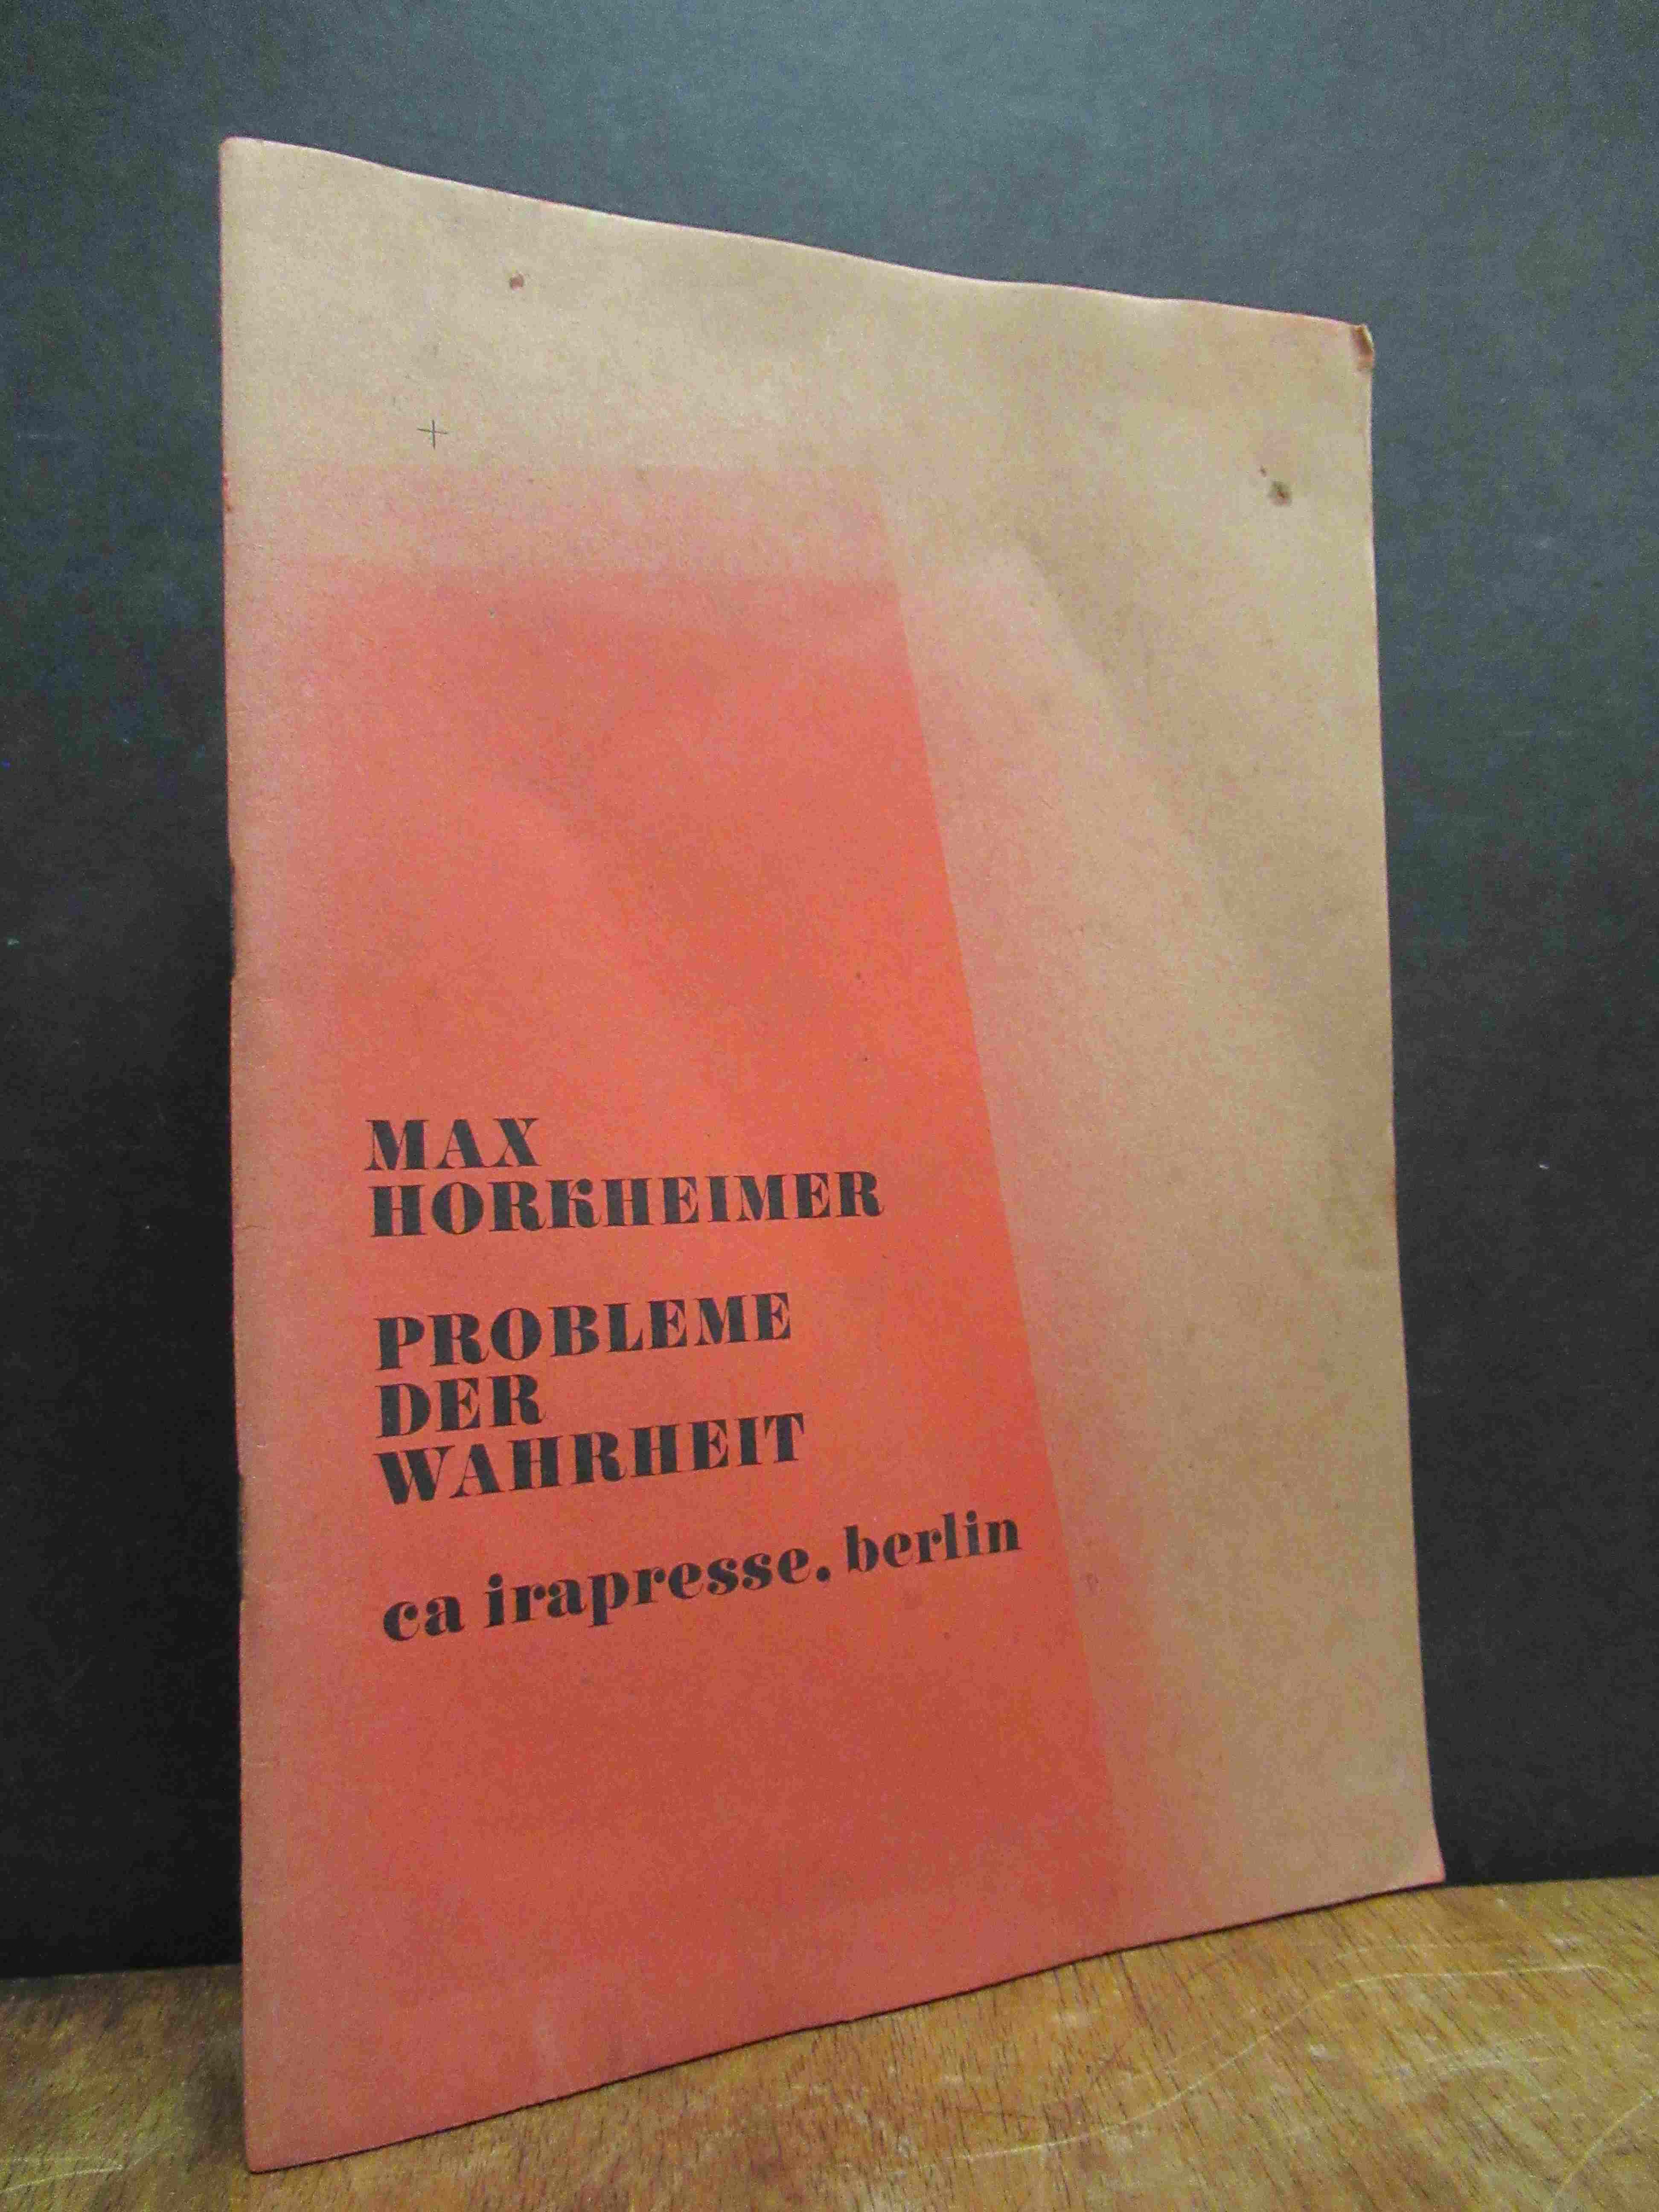 MAX
HORKHEIMER
PROBLEME
DER
WAHRHEIT
ca irapresse. berlin